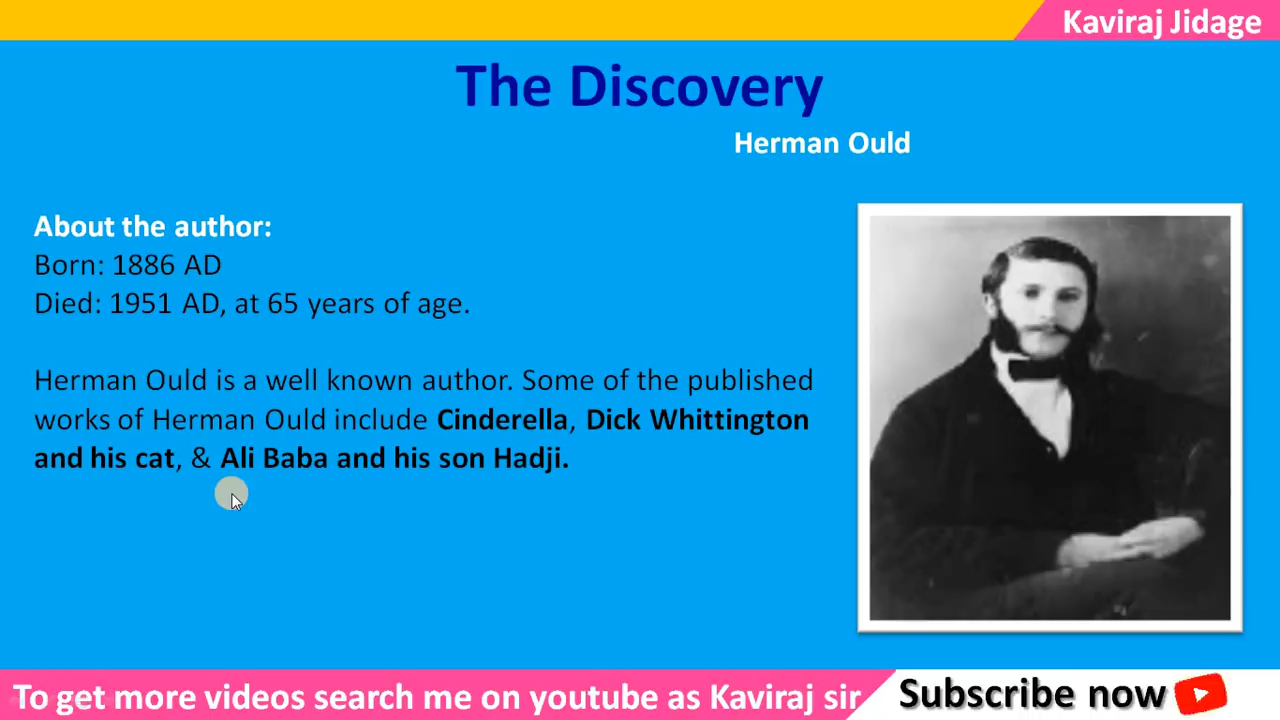 Kaviraj Jidage
The Discovery
Herman Ould
About the author:
Born: 1886 AD
Died: 1951 AD, at 65 years of age.
Herman Ould is a well known author. Some of the published
works of Herman Ould include Cinderella, Dick Whittington
and his cat, & Ali Baba and his son Hadji.
To get more videos search me on youtube as Kaviraj sir
Subscribe now